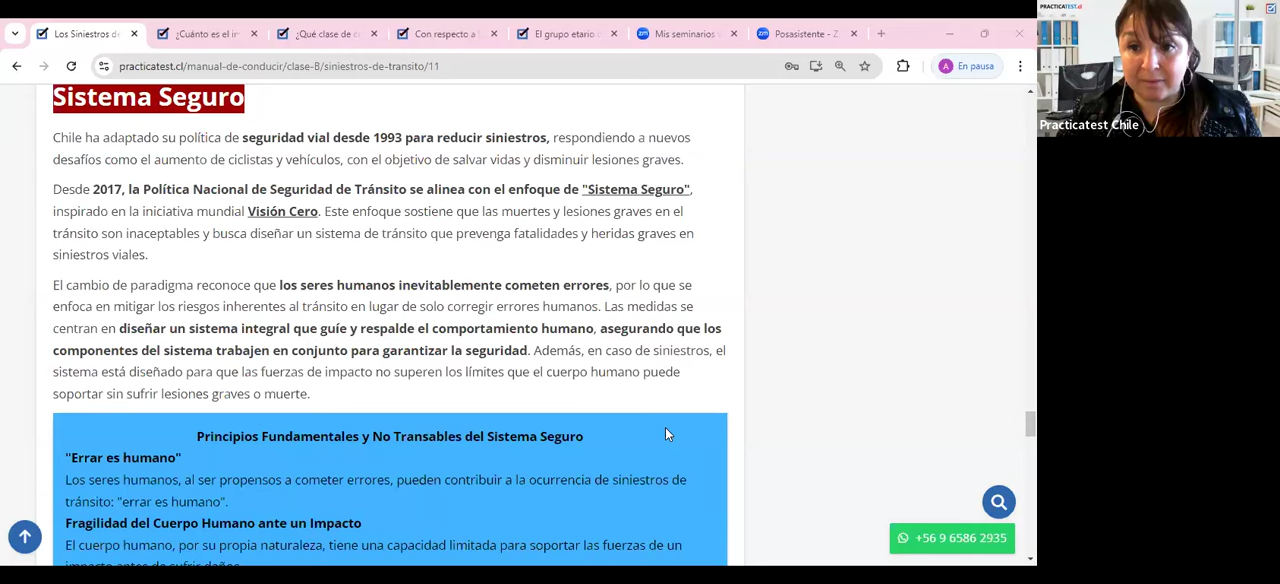 Los Siniestros de
¿Cuánto es el im
¿Qué clase de c
Con respecto a
El grupo etario
Mis seminarios
Posasistente - Z
practicatest.cl/manual-de-conducir/clase-B/siniestros-de-transito/11
A
En pausa
PRACTICATEST.cl
Practicatest Chile
Sistema Seguro
Chile ha adaptado su política de seguridad vial desde 1993 para reducir siniestros, respondiendo a nuevos
desafíos como el aumento de ciclistas y vehículos, con el objetivo de salvar vidas y disminuir lesiones graves.
Desde 2017, la Política Nacional de Seguridad de Tránsito se alinea con el enfoque de "Sistema Seguro",
inspirado en la iniciativa mundial Visión Cero. Este enfoque sostiene que las muertes y lesiones graves en el
tránsito son inaceptables y busca diseñar un sistema de tránsito que prevenga fatalidades y heridas graves en
siniestros viales.
El cambio de paradigma reconoce que los seres humanos inevitablemente cometen errores, por lo que se
enfoca en mitigar los riesgos inherentes al tránsito en lugar de solo corregir errores humanos. Las medidas se
centran en diseñar un sistema integral que guíe y respalde el comportamiento humano, asegurando que los
componentes del sistema trabajen en conjunto para garantizar la seguridad. Además, en caso de siniestros, el
sistema está diseñado para que las fuerzas de impacto no superen los límites que el cuerpo humano puede
soportar sin sufrir lesiones graves o muerte.
Principios Fundamentales y No Transables del Sistema Seguro
"Errar es humano"
Los seres humanos, al ser propensos a cometer errores, pueden contribuir a la ocurrencia de siniestros de
tránsito: "errar es humano".
Fragilidad del Cuerpo Humano ante un Impacto
El cuerpo humano, por su propia naturaleza, tiene una capacidad limitada para soportar las fuerzas de un
impacto antes de sufrir daños.
+56 9 6586 2935